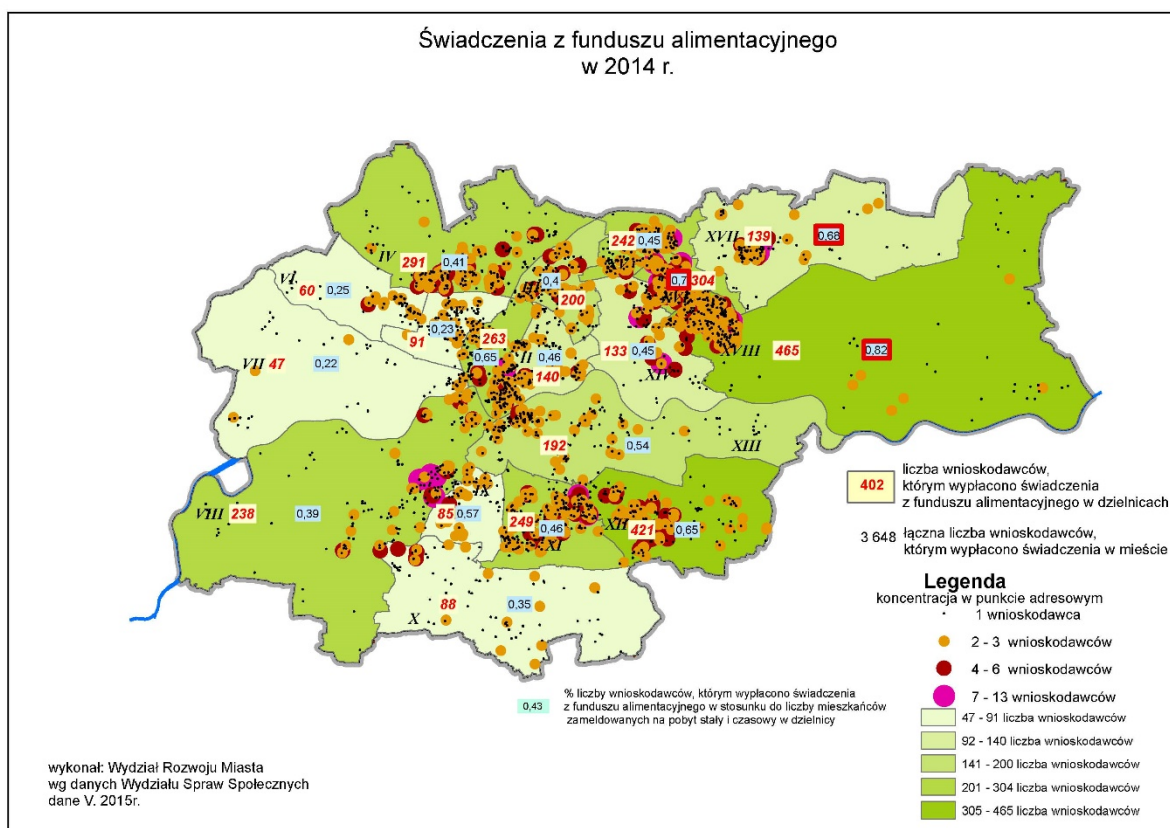 Świadczenia z funduszu alimentacyjnego
w 2014 r.
242
0,45
XVII
139
0,68
IV
291
0,41
VI
60
0,25
0,4
III
0,7
304
XVI
200
0,23
91
263
0,65
II
0,46
133
0,45
XVIII
465
0,82
VII
47
0,22
140
XIV
192
0,54
XIII
VIII
238
0,39
IX
85
0,57
249
0,46
XI
XII
421
0,65
88
0,35
X
402
liczba wnioskodawców,
którym wypłacono świadczenia
z funduszu alimentacyjnego w dzielnicach
3 648
łączna liczba wnioskodawców,
którym wypłacono świadczenia w mieście
Legenda
koncentracja w punkcie adresowym
1 wnioskodawca
2 - 3 wnioskodawców
4 - 6 wnioskodawców
7 - 13 wnioskodawców
47 - 91 liczba wnioskodawców
92 - 140 liczba wnioskodawców
141 - 200 liczba wnioskodawców
201 - 304 liczba wnioskodawców
305 - 465 liczba wnioskodawców
0,43
% liczby wnioskodawców, którym wypłacono świadczenia
z funduszu alimentacyjnego w stosunku do liczby mieszkańców
zameldowanych na pobyt stały i czasowy w dzielnicy
wykonał: Wydział Rozwoju Miasta
wg danych Wydziału Spraw Społecznych
dane V. 2015r.